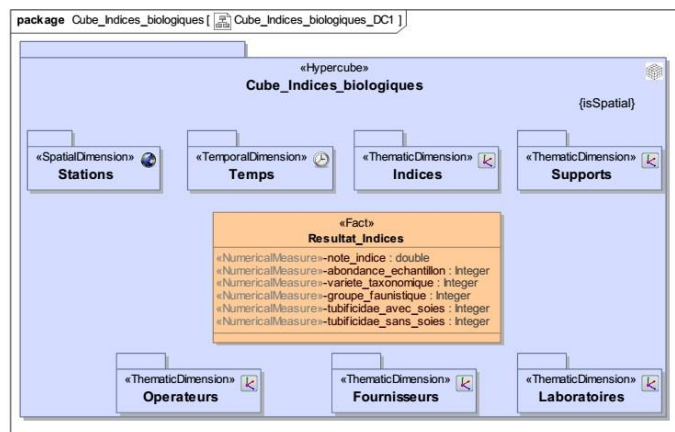 package Cube_Indices_biologiques [ Cube_Indices_biologiques_DC1 ]
«Hypercube»
Cube_Indices_biologiques
{isSpatial}
«SpatialDimension» «TemporalDimension» «ThematicDimension» «ThematicDimension»
Stations Temps Indices Supports
«Fact»
Resultat_Indices
«NumericalMeasure»-note_indice : double
«NumericalMeasure»-abondance_echantillon : Integer
«NumericalMeasure»-variete_taxonomique : Integer
«NumericalMeasure»-groupe_faunistique : Integer
«NumericalMeasure»-tubificidae_avec_soies : Integer
«NumericalMeasure»-tubificidae_sans_soies : Integer
«ThematicDimension» «ThematicDimension» «ThematicDimension»
Operateurs Fournisseurs Laboratoires